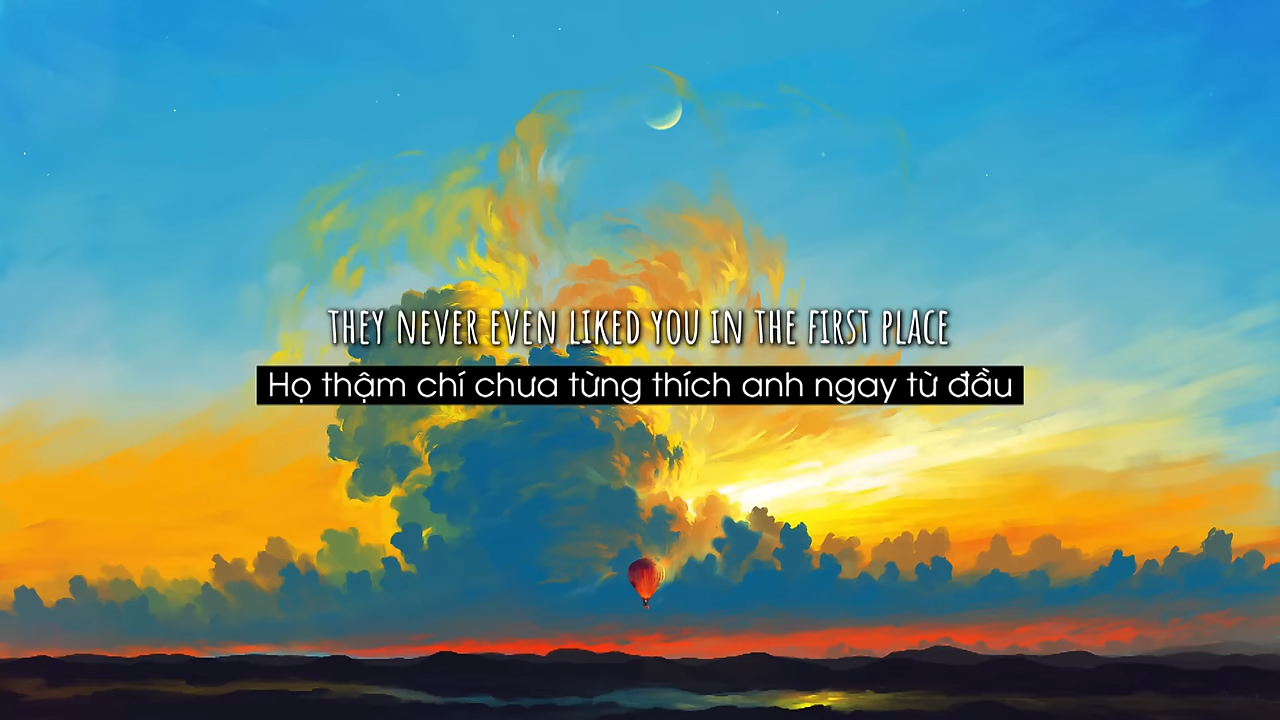 THEY NEVER EVEN LIKED YOU IN THE FIRST PLACE
Họ thậm chí chưa từng thích anh ngay từ đầu